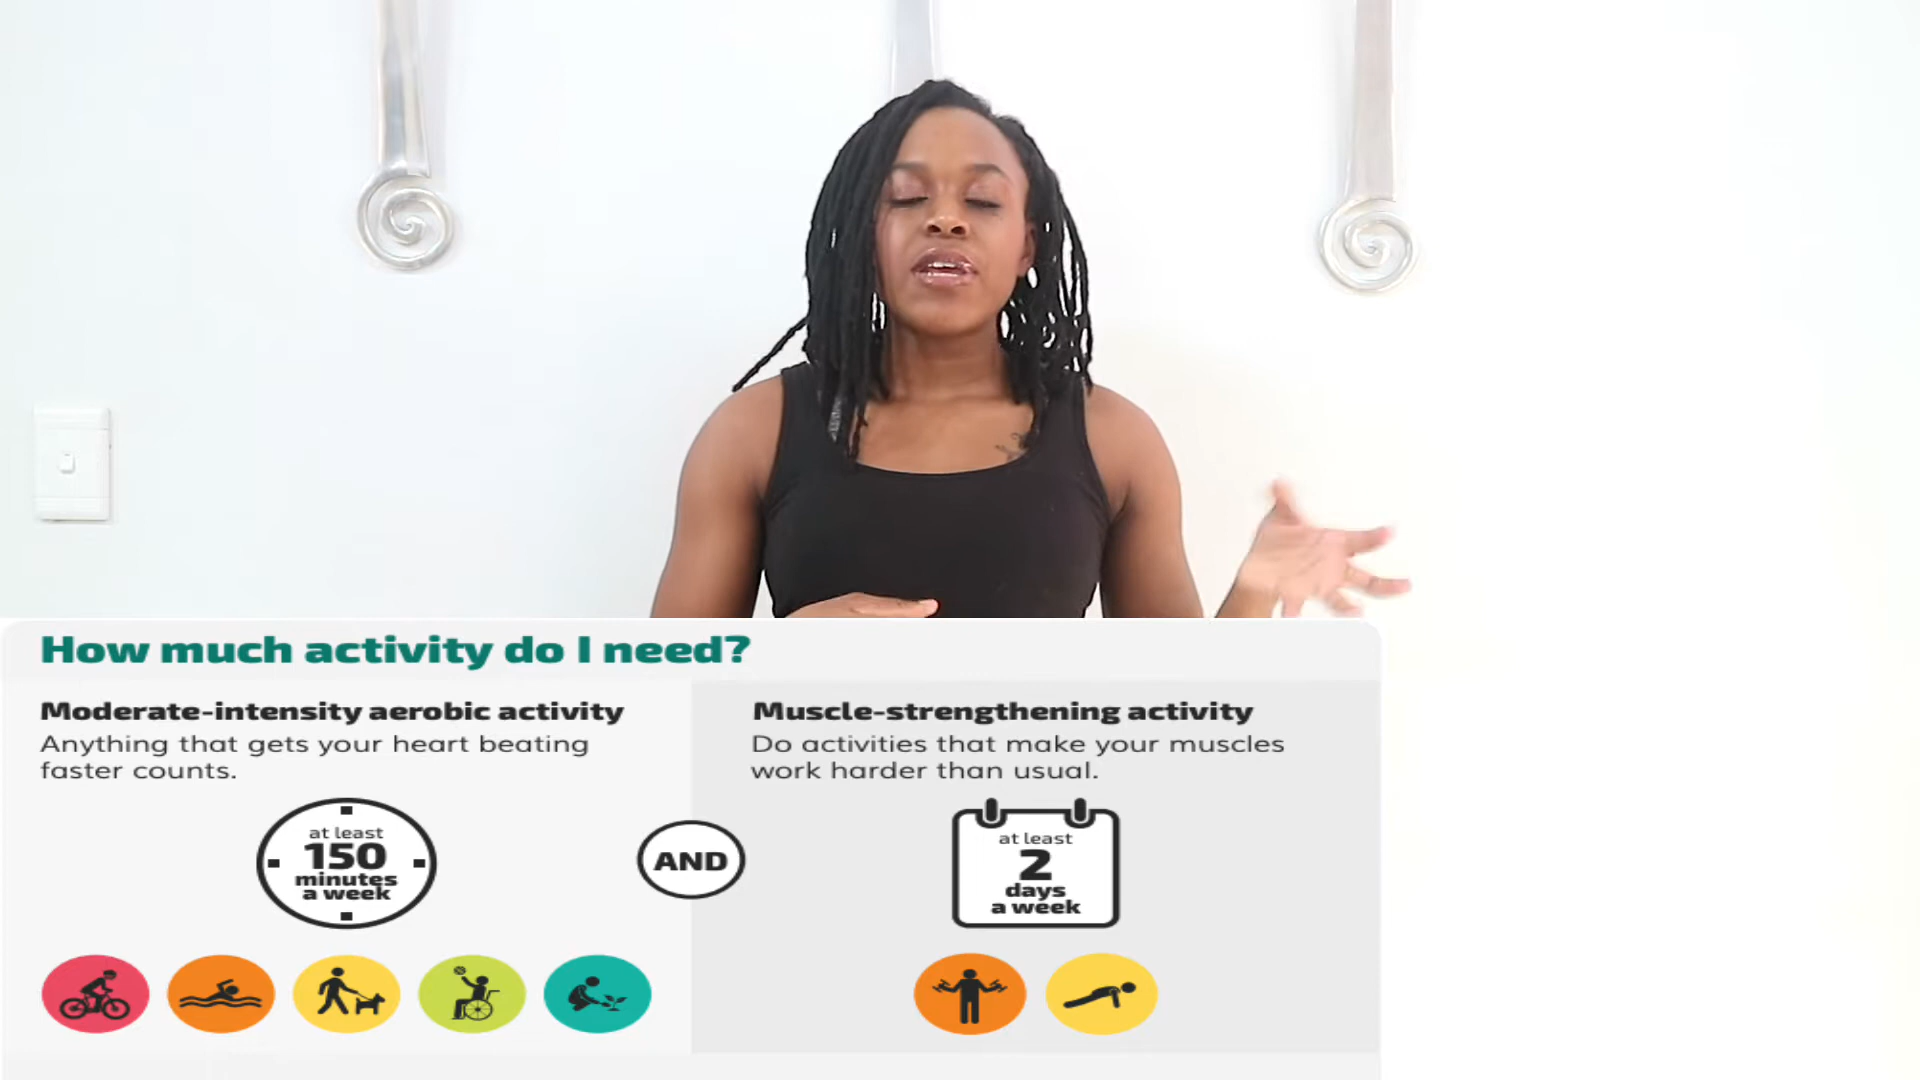 How much activity do I need?
Moderate-intensity aerobic activity
Anything that gets your heart beating
faster counts.
at least
150
minutes
a week
AND
Muscle-strengthening activity
Do activities that make your muscles
work harder than usual.
at least
2
days
a week